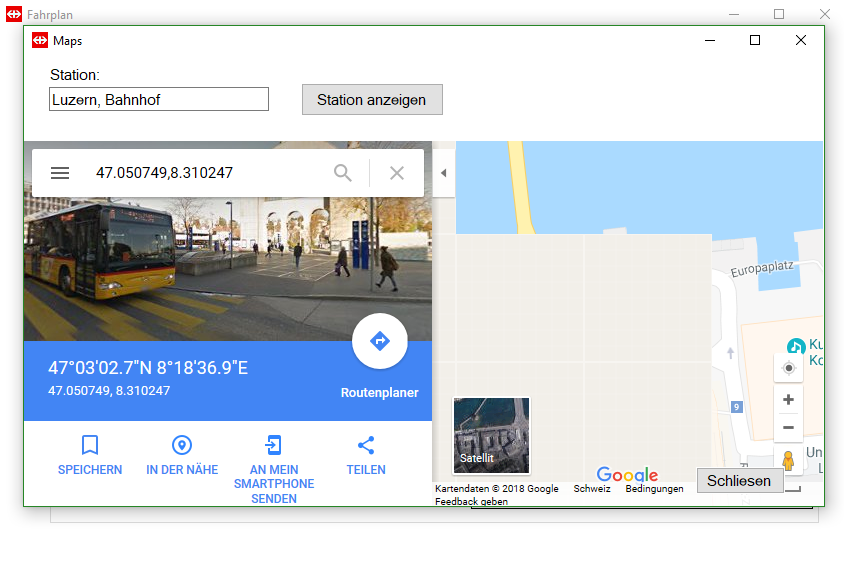 Fahrplan
Maps
Station:
Luzern, Bahnhof
Station anzeigen
47.050749,8.310247
47°03'02.7"N 8°18'36.9"E
47.050749, 8.310247
Routenplaner
SPEICHERN
IN DER NÄHE
AN MEIN
SMARTPHONE
SENDEN
TEILEN
Europaplatz
Ku
Ko
9
Un
L
Satellit
Google
Schliesen
Kartendaten © 2018 Google Schweiz Bedingungen
Feedback geben